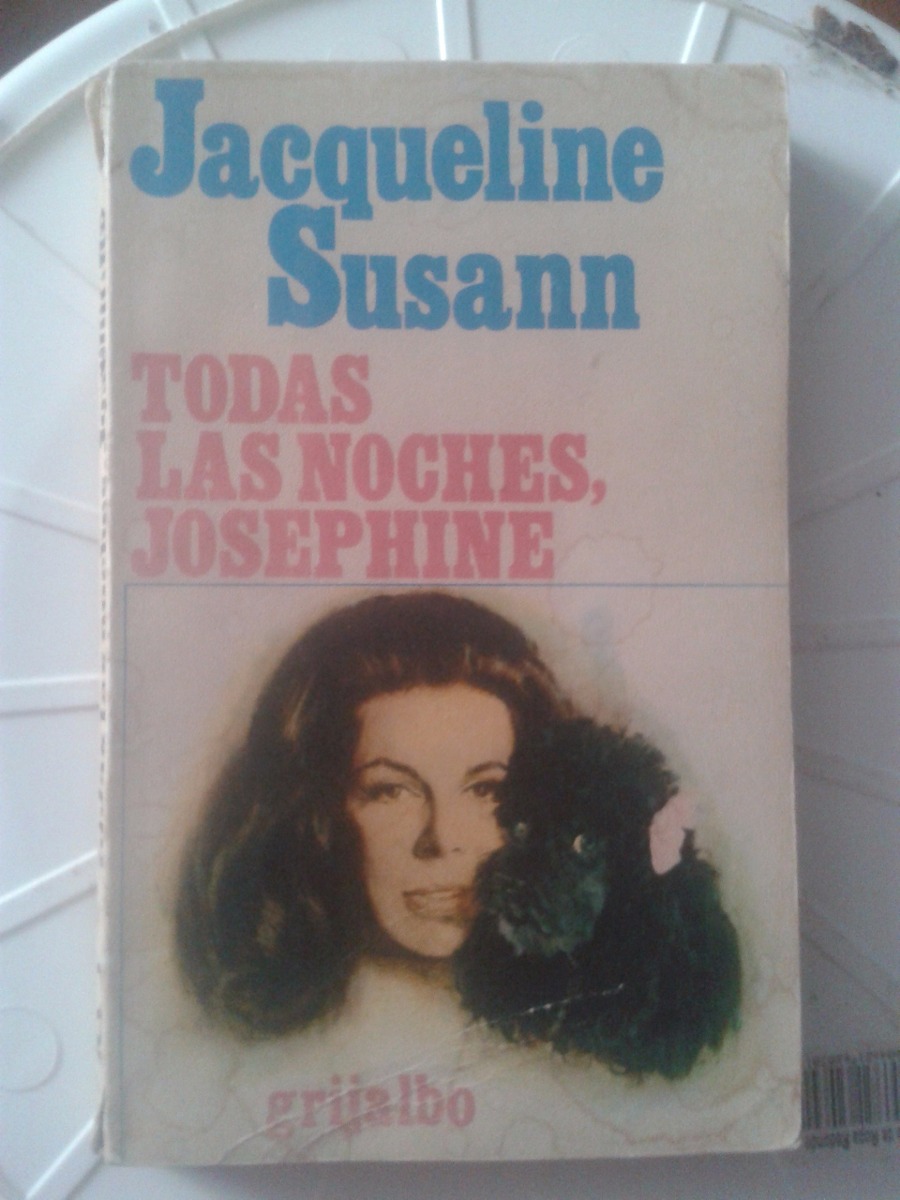 Jacqueline
Susann
TODAS
LAS NOCHES,
JOSEPHINE
grijalbo